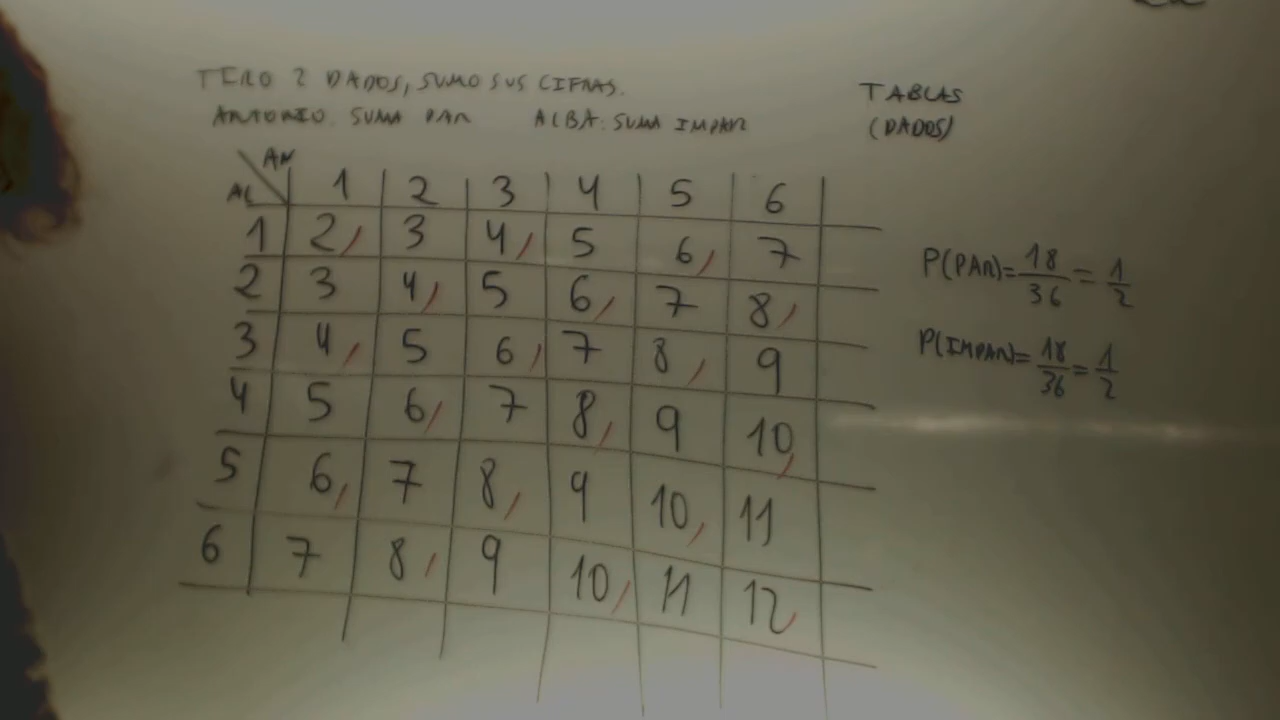 TIRO 2 DADOS, SUMO SUS CIFRAS.
ANTONIO. SUMA PAR ALBA: SUMA IMPAR
TABLAS
(DADOS)
AN
AL 1 2 3 4 5 6
1 2, 3 4, 5 6, 7
2 3 4, 5 6, 7 8,
3 4, 5 6, 7 8, 9
4 5 6, 7 8, 9 10,
5 6, 7 8, 9 10, 11
6 7 8, 9 10, 11 12,
P(PAR)=18/36=1/2
P(IMPAR)=18/36=1/2